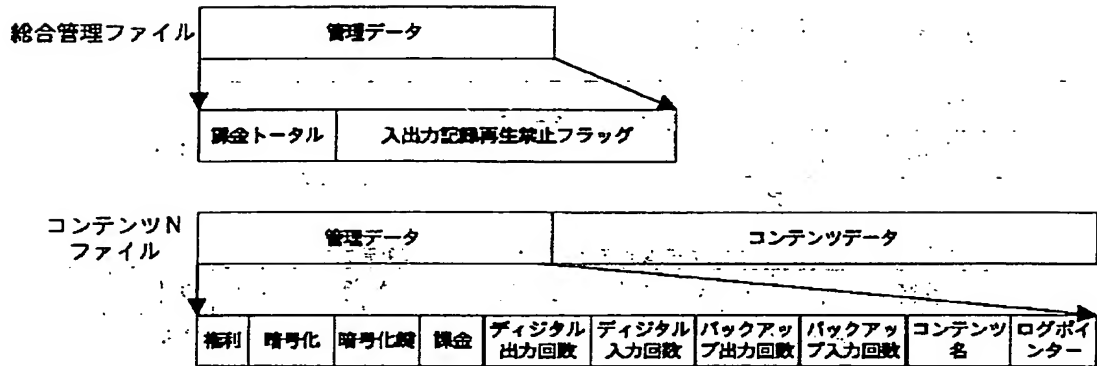 総合管理ファイル
管理データ
課金トータル
入出力記録再生禁止フラッグ
コンテンツN
ファイル
管理データ
コンテンツデータ
権利
暗号化
暗号化鍵
課金
ディジタル
出力回数
ディジタル
入力回数
バックアッ
プ出力回数
バックアッ
プ入力回数
コンテンツ
名
ログポイ
ンター